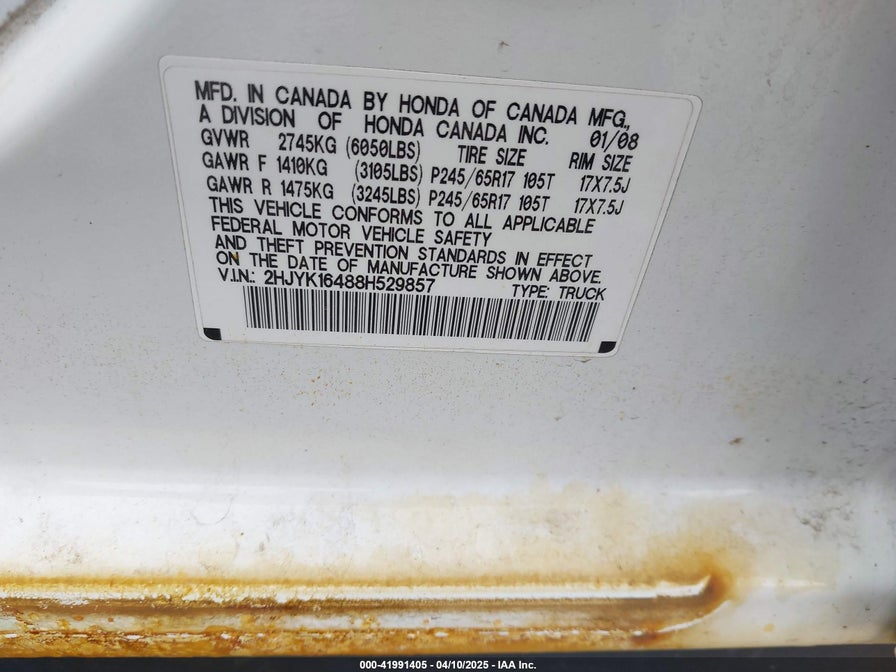 MFD. IN CANADA BY HONDA OF CANADA MFG.,
A DIVISION OF HONDA CANADA INC. 01/08
GVWR 2745KG (6050LBS) TIRE SIZE RIM SIZE
GAWR F 1410KG (3105LBS) P245/65R17 105T 17X7.5J
GAWR R 1475KG (3245LBS) P245/65R17 105T 17X7.5J
THIS VEHICLE CONFORMS TO ALL APPLICABLE
FEDERAL MOTOR VEHICLE SAFETY
AND THEFT PREVENTION STANDARDS IN EFFECT
ON THE DATE OF MANUFACTURE SHOWN ABOVE.
V.I.N.: 2HJYK16488H529857 TYPE: TRUCK
000-41991405 - 04/10/2025 - IAA Inc.